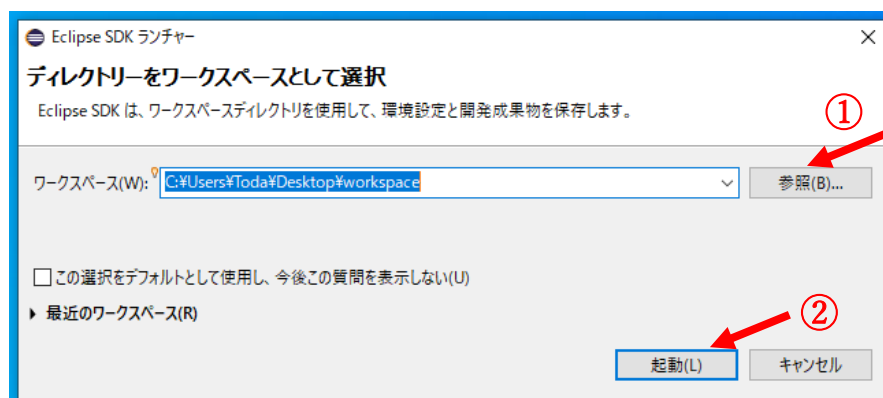 Eclipse SDK ランチャー
ディレクトリーをワークスペースとして選択
Eclipse SDK は、ワークスペースディレクトリを使用して、環境設定と開発成果物を保存します。
①
ワークスペース(W): C:¥Users¥Toda¥Desktop¥workspace 参照(B)...
この選択をデフォルトとして使用し、今後この質問を表示しない(U)
最近のワークスペース(R)
②
起動(L) キャンセル